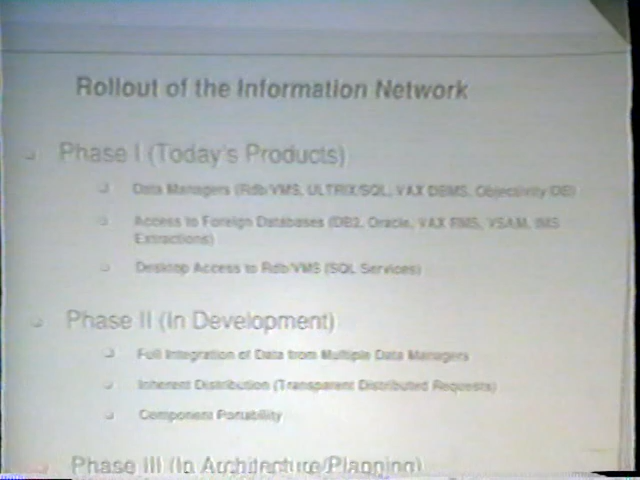 Rollout of the Information Network
Phase I (Today's Products)
Data Managers (Rdb/VMS, ULTRIX/SQL, VAX DBMS, Objectivity DB)
Access to Foreign Databases (DB2, Oracle, VAX RMS, VSAM, IMS
Extractions)
Desktop Access to Rdb/VMS (SQL Services)
Phase II (In Development)
Full Integration of Data from Multiple Data Managers
Inherent Distribution (Transparent Distributed Requests)
Component Portability
Phase III (In Architecture/Planning)